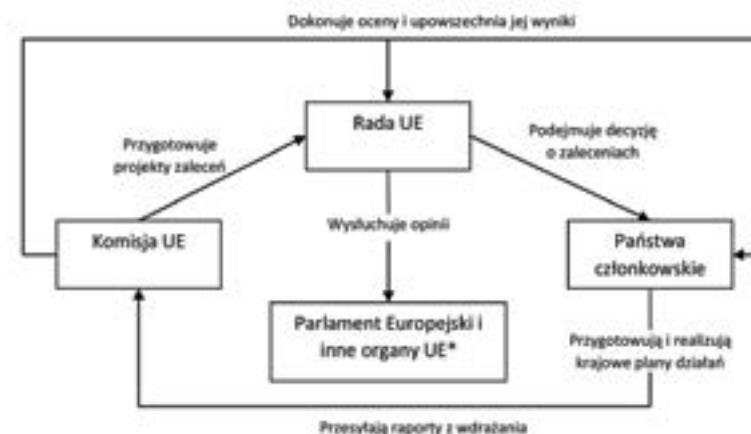 Dokonuje oceny i upowszechnia jej wyniki
Rada UE
Przygotowuje
projekty zaleceń
Podejmuje decyzję
o zaleceniach
Komisja UE
Wysłuchuje opinii
Państwa
członkowskie
Parlament Europejski i
inne organy UE*
Przygotowują i realizują
krajowe plany działań
Przesyłają raporty z wdrażania